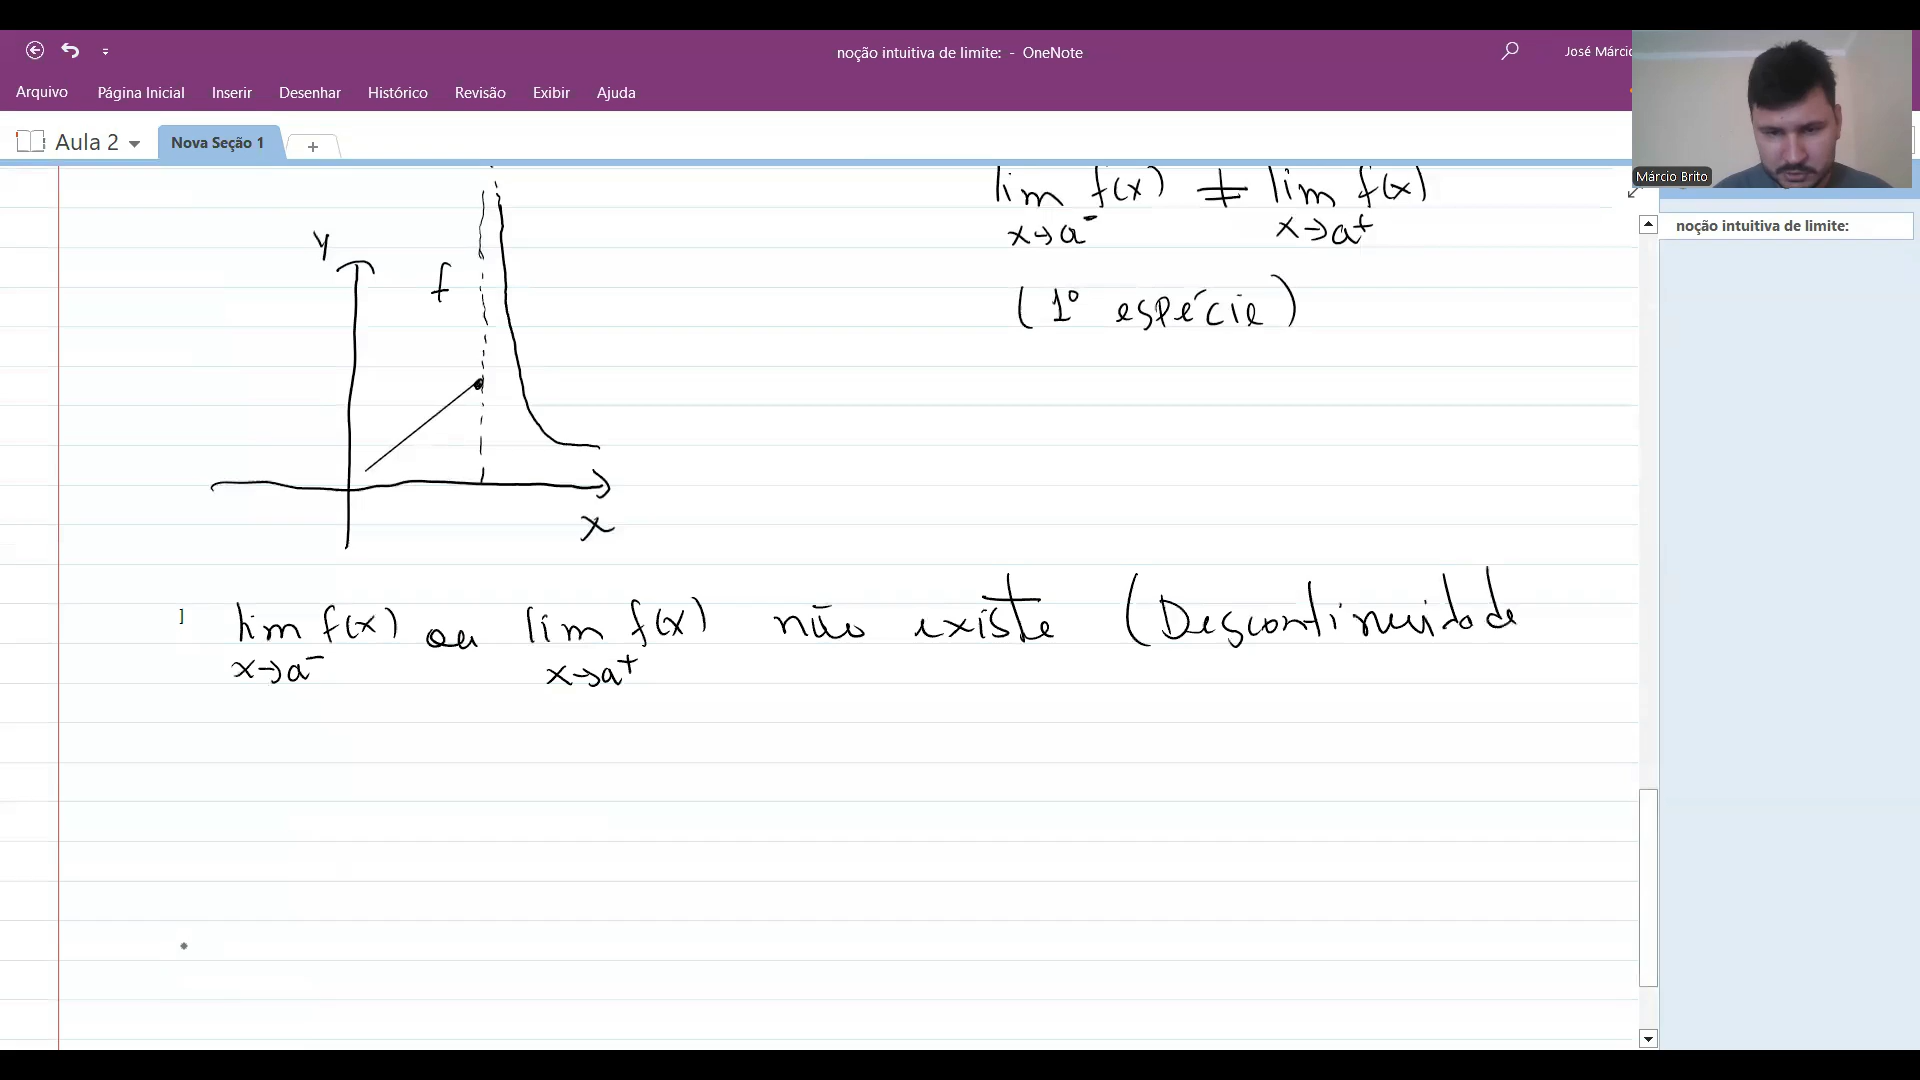 noção intuitiva de limite: - OneNote
José Márcio
Arquivo Página Inicial Inserir Desenhar Histórico Revisão Exibir Ajuda
Aula 2 Nova Seção 1 +
Márcio Brito
noção intuitiva de limite:
lim f(x) ≠ lim f(x)
x→a⁻ x→a⁺
(1º espécie)
y
f
x
lim f(x) ou lim f(x) não existe (Descontinuidade
x→a⁻ x→a⁺